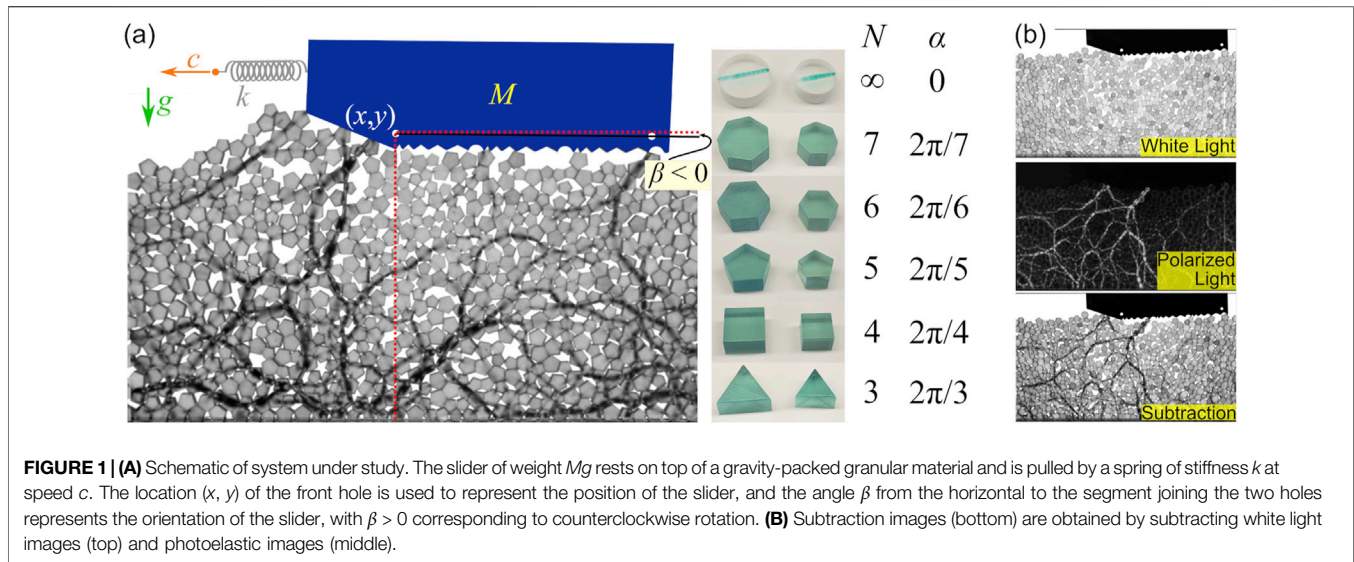 (a)
c
k
g
M
(x,y)
β < 0
N α
∞ 0
7 2π/7
6 2π/6
5 2π/5
4 2π/4
3 2π/3
(b)
White Light
Polarized
Light
Subtraction
FIGURE 1 | (A) Schematic of system under study. The slider of weight Mg rests on top of a gravity-packed granular material and is pulled by a spring of stiffness k at
speed c. The location (x, y) of the front hole is used to represent the position of the slider, and the angle β from the horizontal to the segment joining the two holes
represents the orientation of the slider, with β > 0 corresponding to counterclockwise rotation. (B) Subtraction images (bottom) are obtained by subtracting white light
images (top) and photoelastic images (middle).